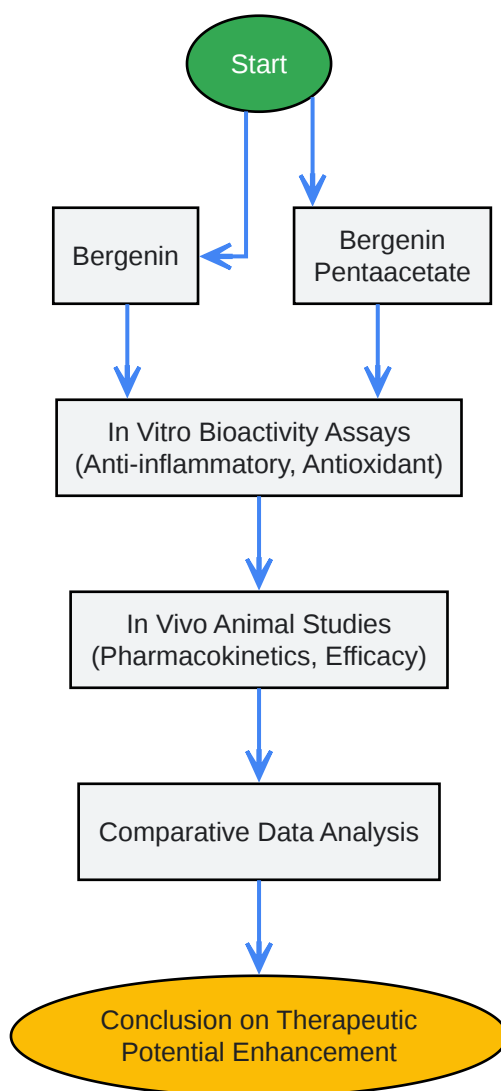 Start
Bergenin
Bergenin
Pentaacetate
In Vitro Bioactivity Assays
(Anti-inflammatory, Antioxidant)
In Vivo Animal Studies
(Pharmacokinetics, Efficacy)
Comparative Data Analysis
Conclusion on Therapeutic
Potential Enhancement